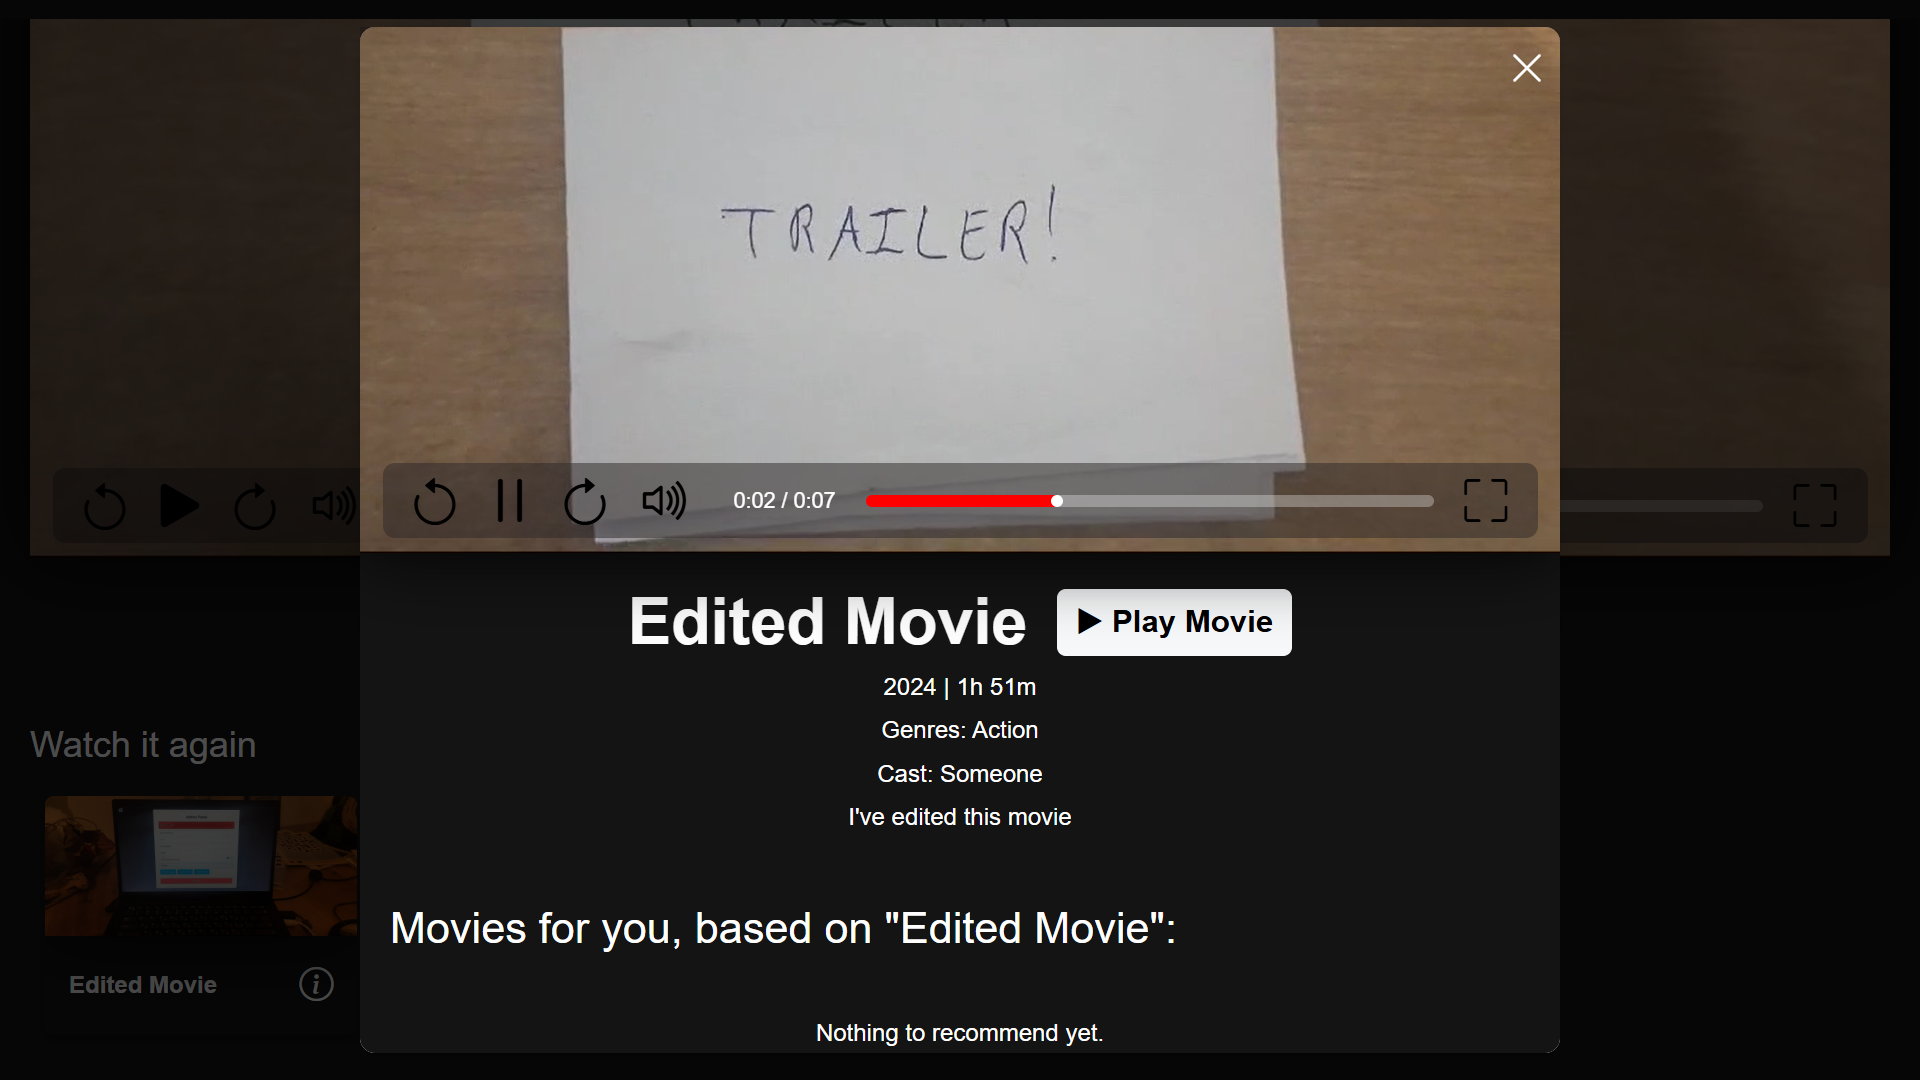 TRAILER!
0:02 / 0:07
Edited Movie
Play Movie
2024 | 1h 51m
Genres: Action
Cast: Someone
I've edited this movie
Movies for you, based on "Edited Movie":
Nothing to recommend yet.
Watch it again
Edited Movie